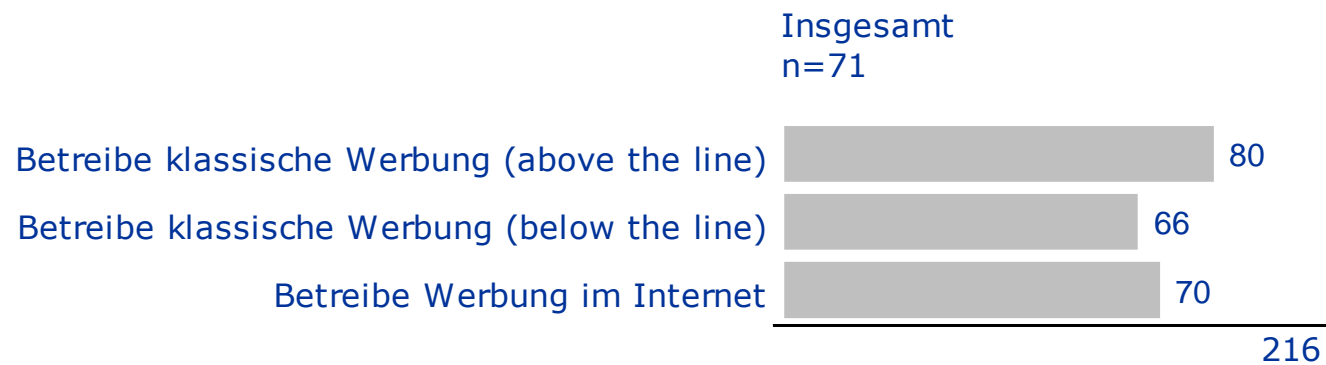 Insgesamt
n=71
Betreibe klassische Werbung (above the line) 80
Betreibe klassische Werbung (below the line) 66
Betreibe Werbung im Internet 70
216